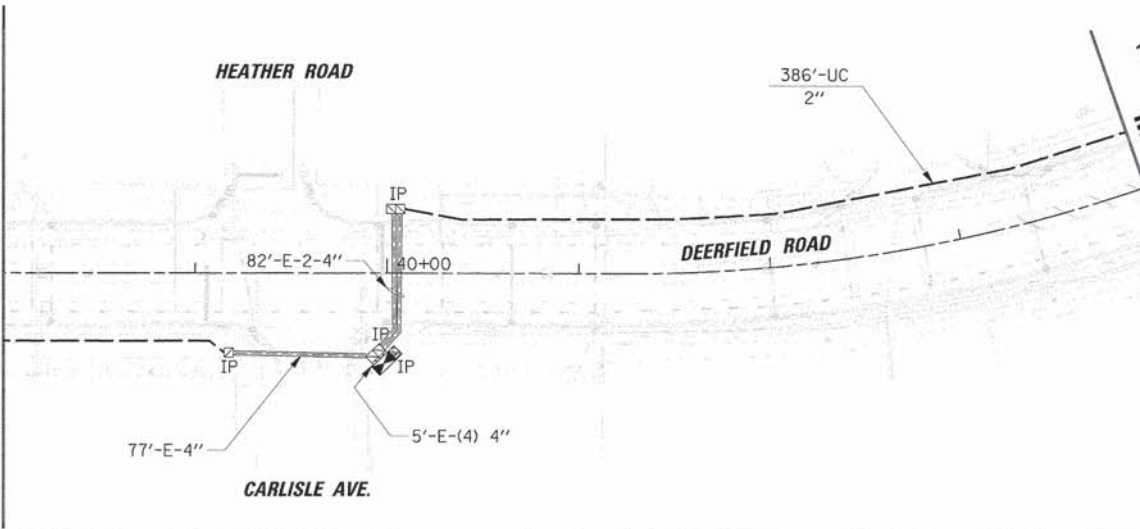 HEATHER ROAD
386'-UC
2"
IP
DEERFIELD ROAD
82'-E-2-4"
40+00
IP
IP
IP
77'-E-4"
5'-E-(4) 4"
CARLISLE AVE.